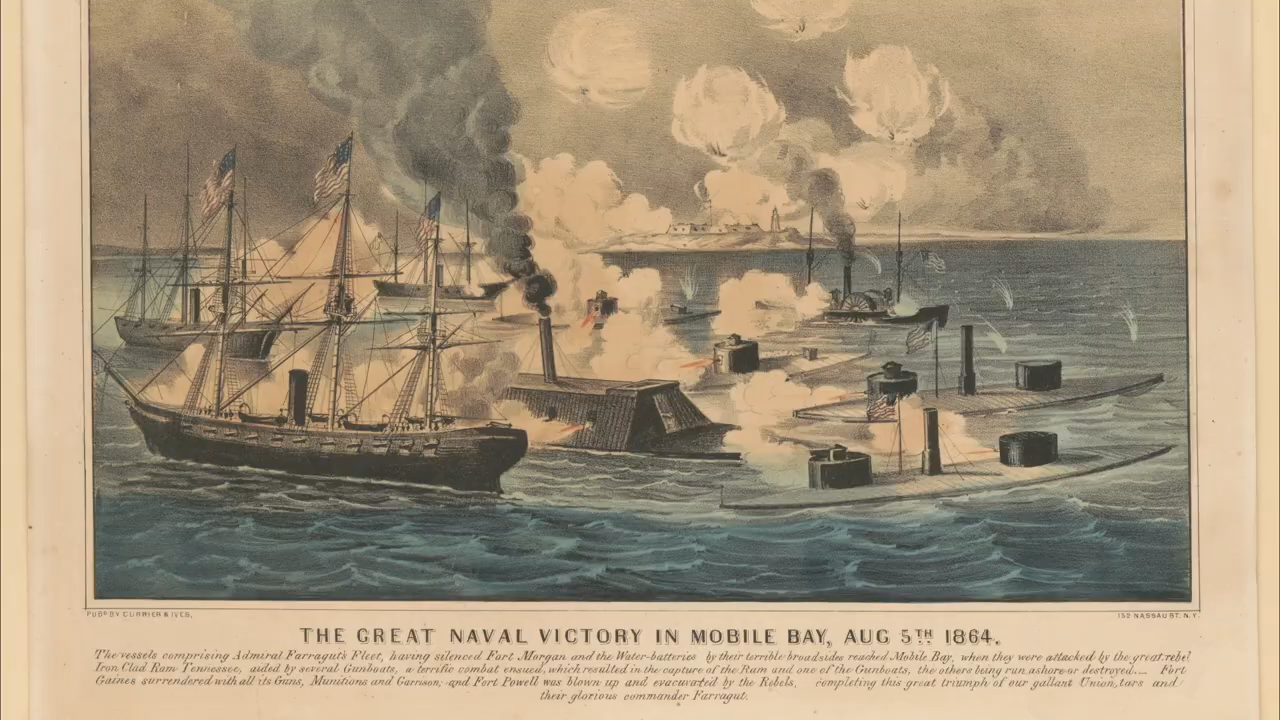 PUBD BY CURRIER & IVES,
152 NASSAU ST. N.Y.
THE GREAT NAVAL VICTORY IN MOBILE BAY, AUG 5TH 1864.
The vessels comprising Admiral Farragut's Fleet, having silenced Fort Morgan and the Water-batteries by their terrible broadsides reached Mobile Bay, when they were attacked by the great rebel
Iron Clad Ram Tennessee, aided by several Gunboats, a terrific combat ensued, which resulted in the capture of the Ram and one of the Gunboats, the others being run ashore or destroyed.... Fort
Gaines surrendered with all its Guns, Munitions and Garrison, and Fort Powell was blown up and evacuated by the Rebels, completing this great triumph of our gallant Union tars and
their glorious commander Farragut.